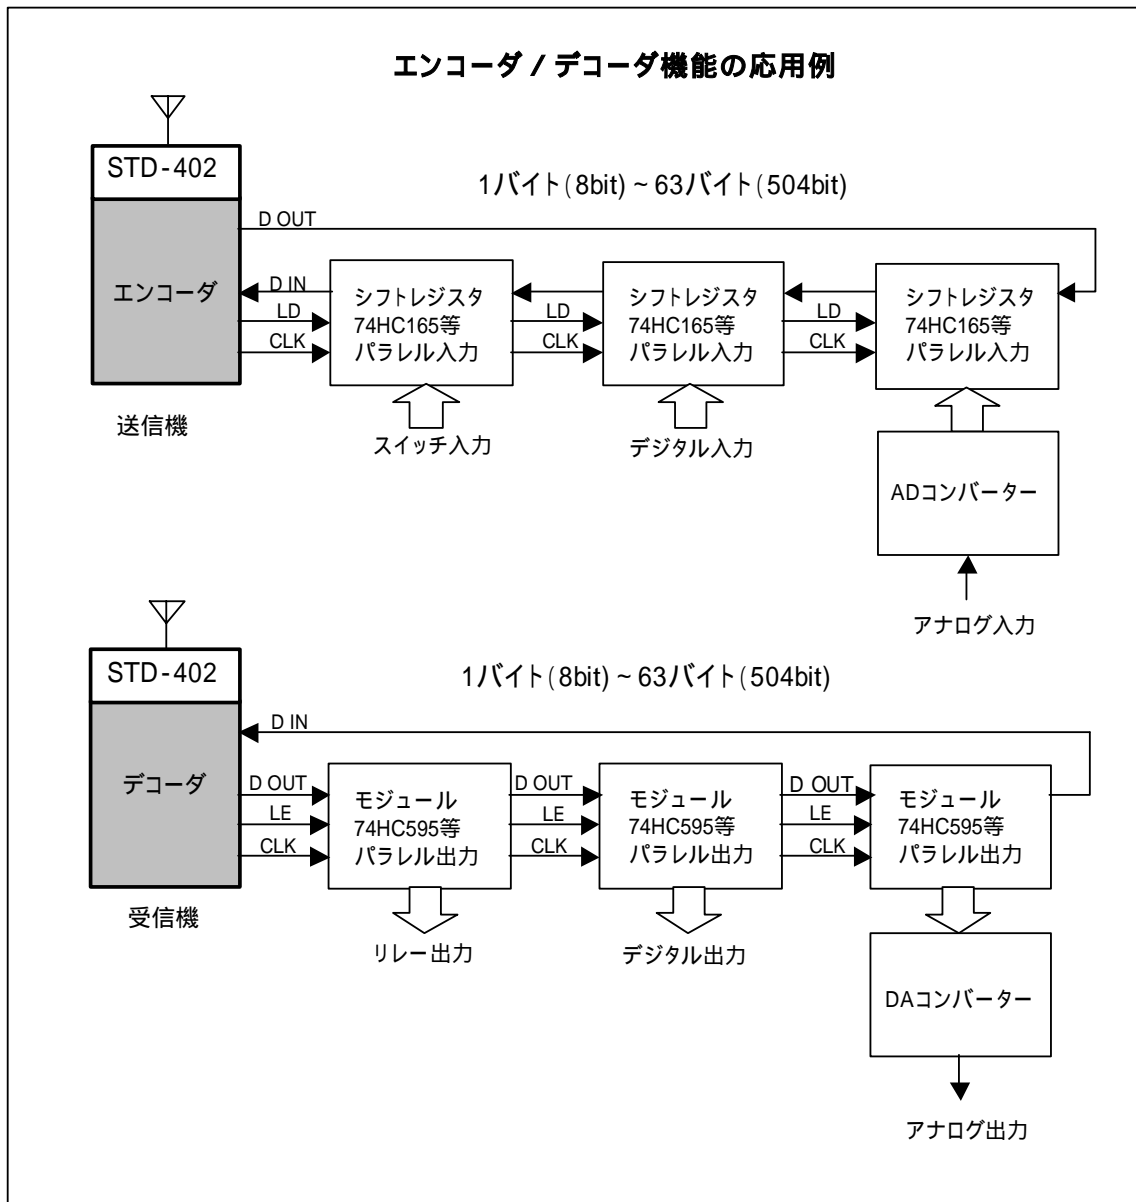 エンコーダ / デコーダ機能の応用例
STD-402
1バイト(8bit) ~ 63バイト(504bit)
D OUT
エンコーダ
D IN
LD
CLK
シフトレジスタ
74HC165等
パラレル入力
LD
CLK
シフトレジスタ
74HC165等
パラレル入力
LD
CLK
シフトレジスタ
74HC165等
パラレル入力
送信機
スイッチ入力
デジタル入力
ADコンバーター
アナログ入力
STD-402
1バイト(8bit) ~ 63バイト(504bit)
D IN
デコーダ
D OUT
LE
CLK
モジュール
74HC595等
パラレル出力
D OUT
LE
CLK
モジュール
74HC595等
パラレル出力
D OUT
LE
CLK
モジュール
74HC595等
パラレル出力
受信機
リレー出力
デジタル出力
DAコンバーター
アナログ出力